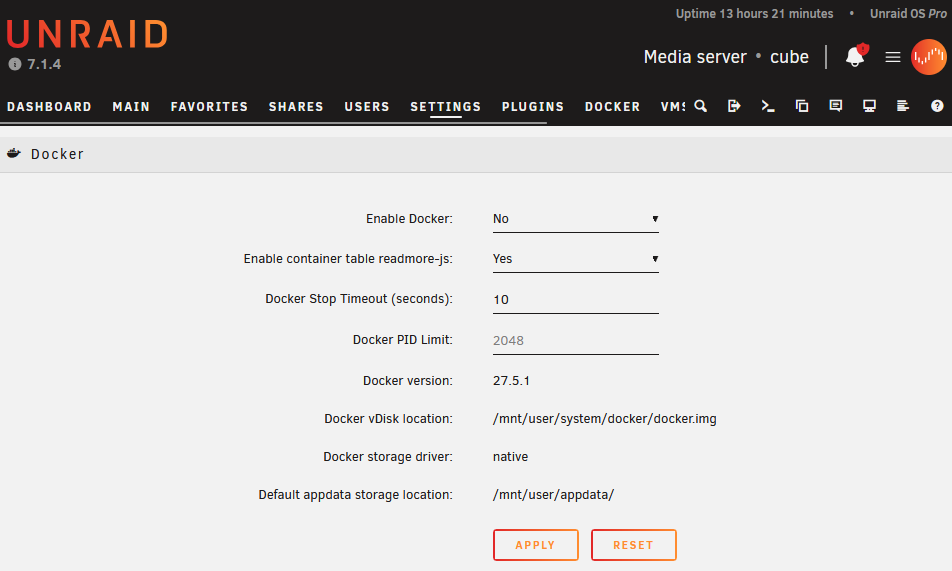 Uptime 13 hours 21 minutes • Unraid OS Pro
UNRAID
7.1.4
Media server • cube
DASHBOARD MAIN FAVORITES SHARES USERS SETTINGS PLUGINS DOCKER VMS
Docker
Enable Docker: No
Enable container table readmore-js: Yes
Docker Stop Timeout (seconds): 10
Docker PID Limit: 2048
Docker version: 27.5.1
Docker vDisk location: /mnt/user/system/docker/docker.img
Docker storage driver: native
Default appdata storage location: /mnt/user/appdata/
APPLY RESET